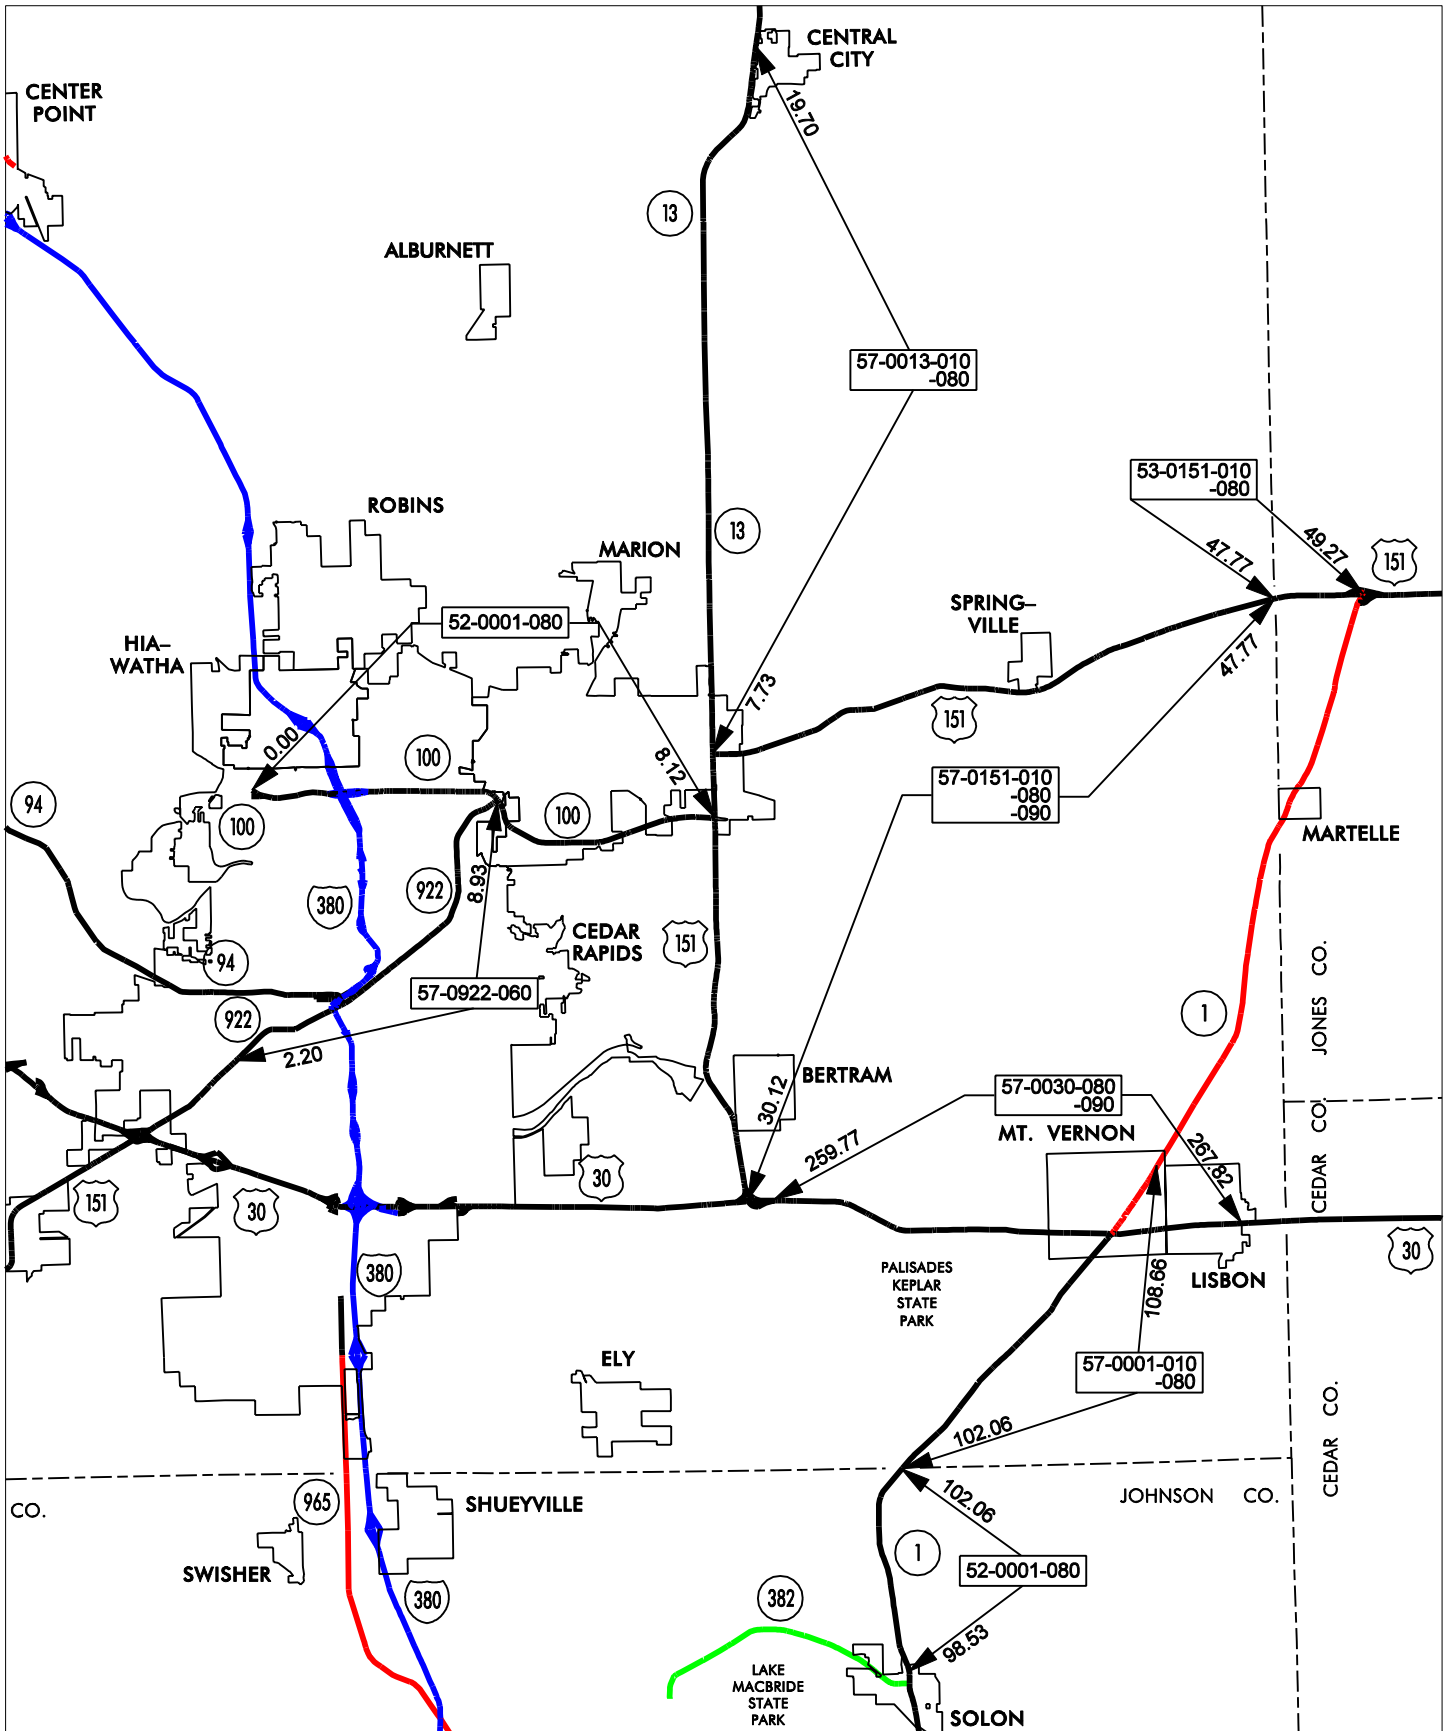 CENTRAL
CITY
CENTER
POINT
19.70
13
ALBURNETT
57-0013-010
-080
53-0151-010
-080
ROBINS
13
MARION
47.77
49.27
151
SPRING–
VILLE
52-0001-080
HIA–
WATHA
47.77
7.73
151
0.00
100
8.12
57-0151-010
-080
-090
94
100
100
MARTELLE
8.93
922
380
CEDAR
RAPIDS
151
94
JONES CO.
57-0922-060
922
1
2.20
BERTRAM
30.12
57-0030-080
-090
MT. VERNON
259.77
267.82
CEDAR CO.
30
151
30
30
380
PALISADES
KEPLAR
STATE
PARK
LISBON
108.66
ELY
57-0001-010
-080
102.06
CEDAR CO.
CO.
965
SHUEYVILLE
102.06
JOHNSON CO.
SWISHER
1
52-0001-080
380
382
98.53
LAKE
MACBRIDE
STATE
PARK
SOLON